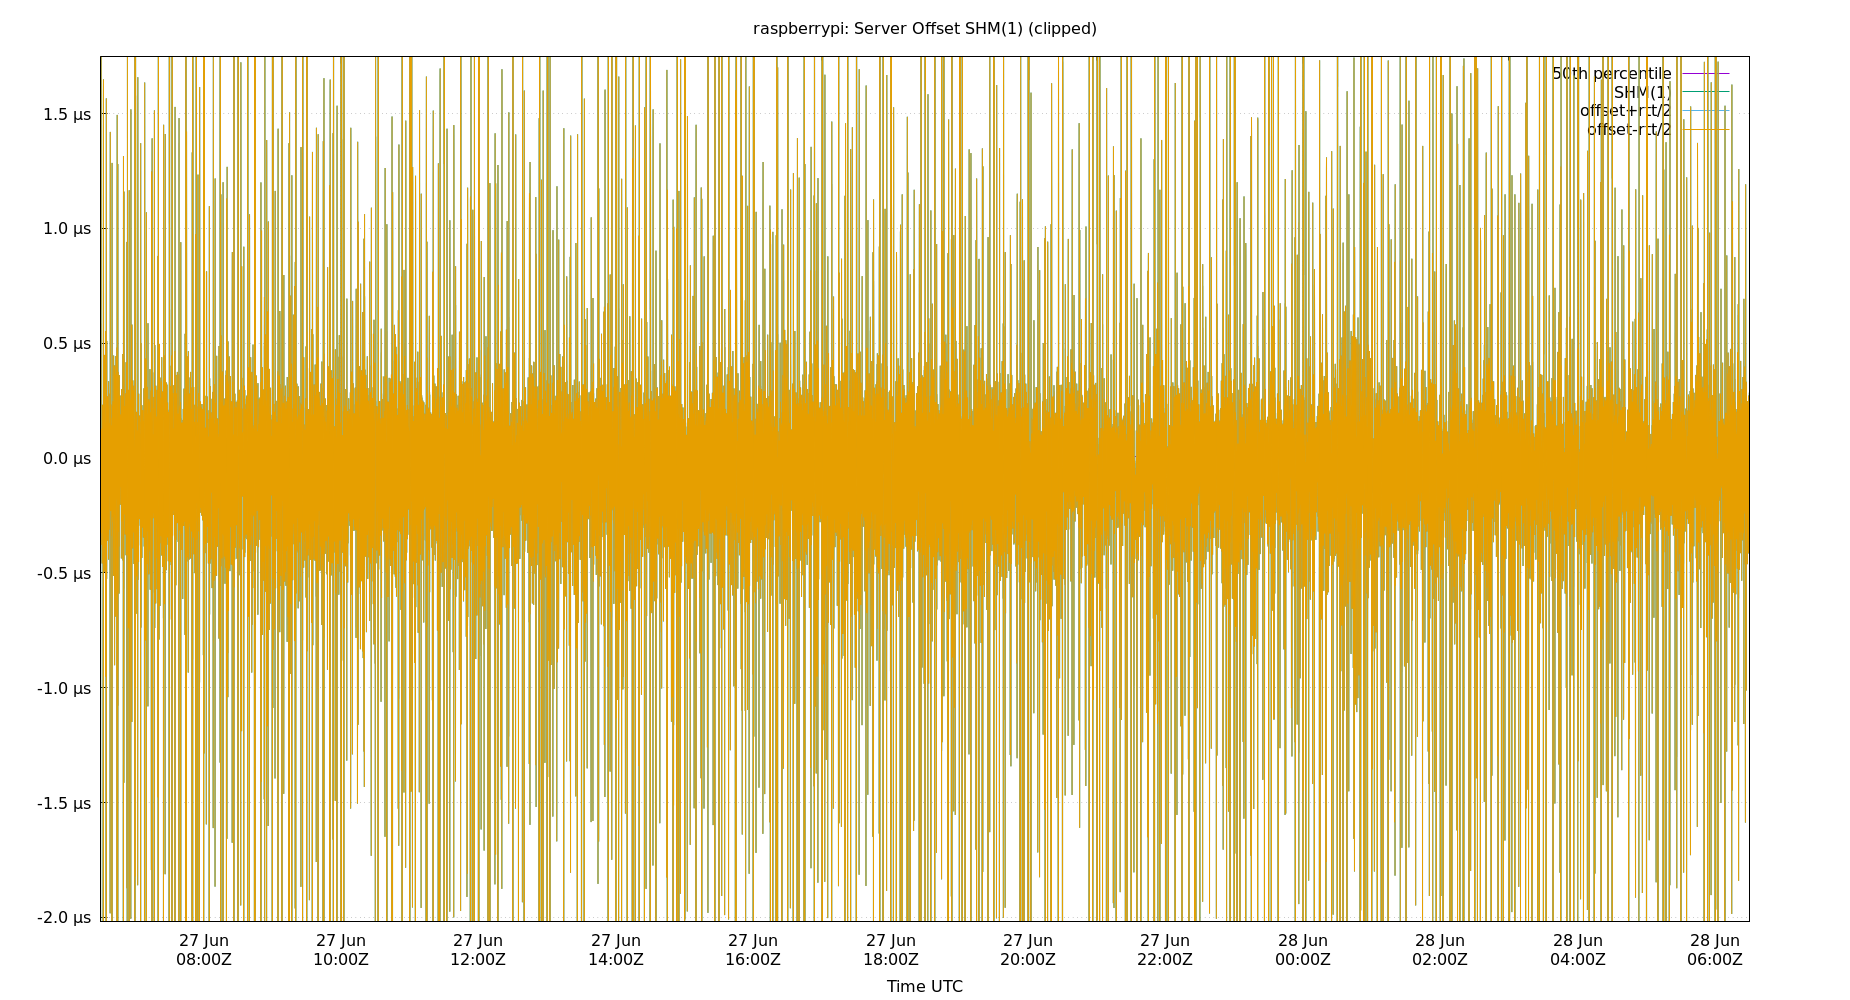 raspberrypi: Server Offset SHM(1) (clipped)
50th percentile
SHM(1)
offset+rtt/2
offset-rtt/2
1.5 µs
1.0 µs
0.5 µs
0.0 µs
-0.5 µs
-1.0 µs
-1.5 µs
-2.0 µs
27 Jun 27 Jun 27 Jun 27 Jun 27 Jun 27 Jun 27 Jun 27 Jun 28 Jun 28 Jun 28 Jun 28 Jun
08:00Z 10:00Z 12:00Z 14:00Z 16:00Z 18:00Z 20:00Z 22:00Z 00:00Z 02:00Z 04:00Z 06:00Z
Time UTC